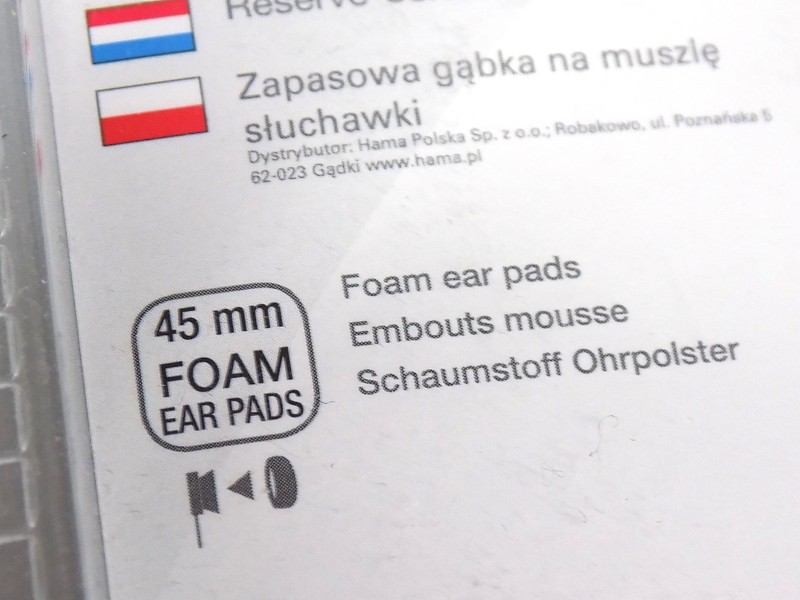 Reserve
Zapasowa gąbka na muszlę
słuchawki
Dystrybutor: Hama Polska Sp. z o.o.; Robakowo, ul. Poznańska 5
62-023 Gądki www.hama.pl
45 mm
FOAM
EAR PADS
Foam ear pads
Embouts mousse
Schaumstoff Ohrpolster